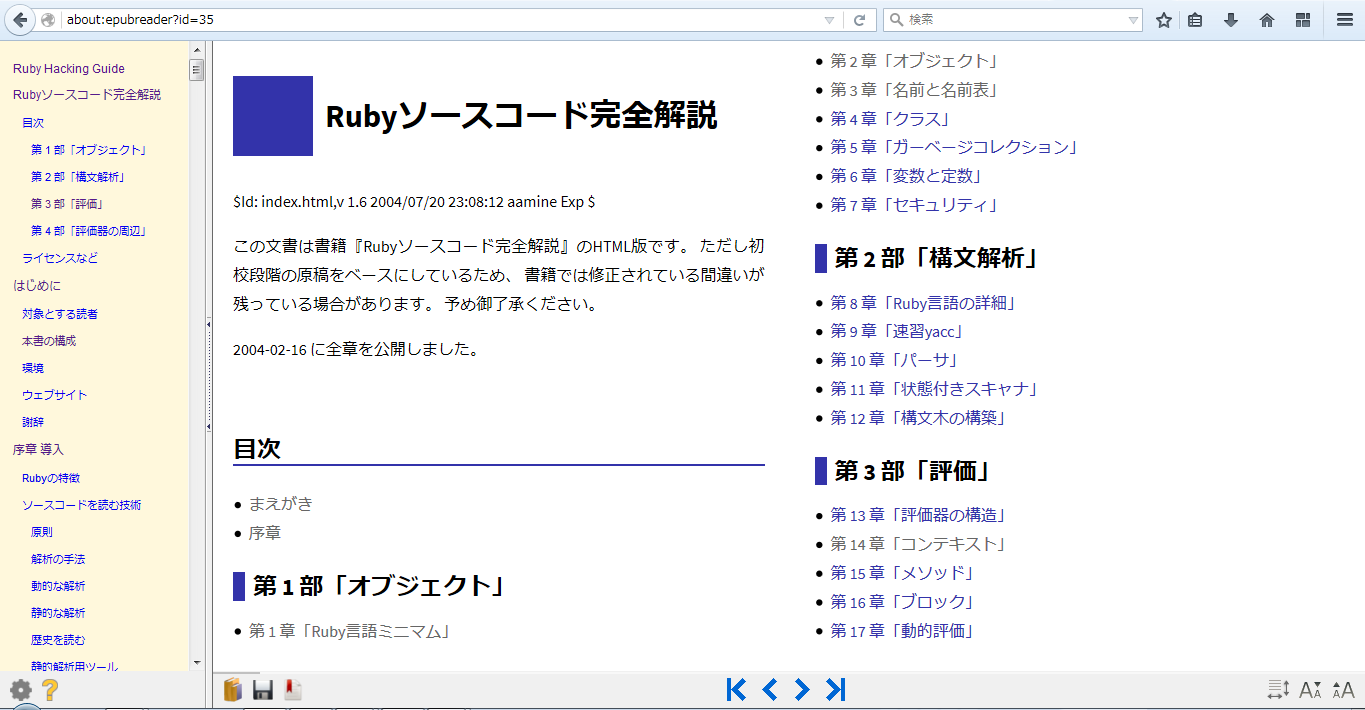 about:epubreader?id=35
検索
Ruby Hacking Guide
Rubyソースコード完全解説
目次
第１部「オブジェクト」
第２部「構文解析」
第３部「評価」
第４部「評価器の周辺」
ライセンスなど
はじめに
対象とする読者
本書の構成
環境
ウェブサイト
謝辞
序章 導入
Rubyの特徴
ソースコードを読む技術
原則
解析の手法
動的な解析
静的な解析
歴史を読む
静的解析用ツール
Rubyソースコード完全解説
$Id: index.html,v 1.6 2004/07/20 23:08:12 aamine Exp $
この文書は書籍『Rubyソースコード完全解説』のHTML版です。 ただし初
校段階の原稿をベースにしているため、 書籍では修正されている間違いが
残っている場合があります。 予め御了承ください。
2004-02-16 に全章を公開しました。
目次
まえがき
序章
第１部「オブジェクト」
第１章「Ruby言語ミニマム」
第２章「オブジェクト」
第３章「名前と名前表」
第４章「クラス」
第５章「ガーベージコレクション」
第６章「変数と定数」
第７章「セキュリティ」
第２部「構文解析」
第８章「Ruby言語の詳細」
第９章「速習yacc」
第 10 章「パーサ」
第 11 章「状態付きスキャナ」
第 12 章「構文木の構築」
第３部「評価」
第 13 章「評価器の構造」
第 14 章「コンテキスト」
第 15 章「メソッド」
第 16 章「ブロック」
第 17 章「動的評価」